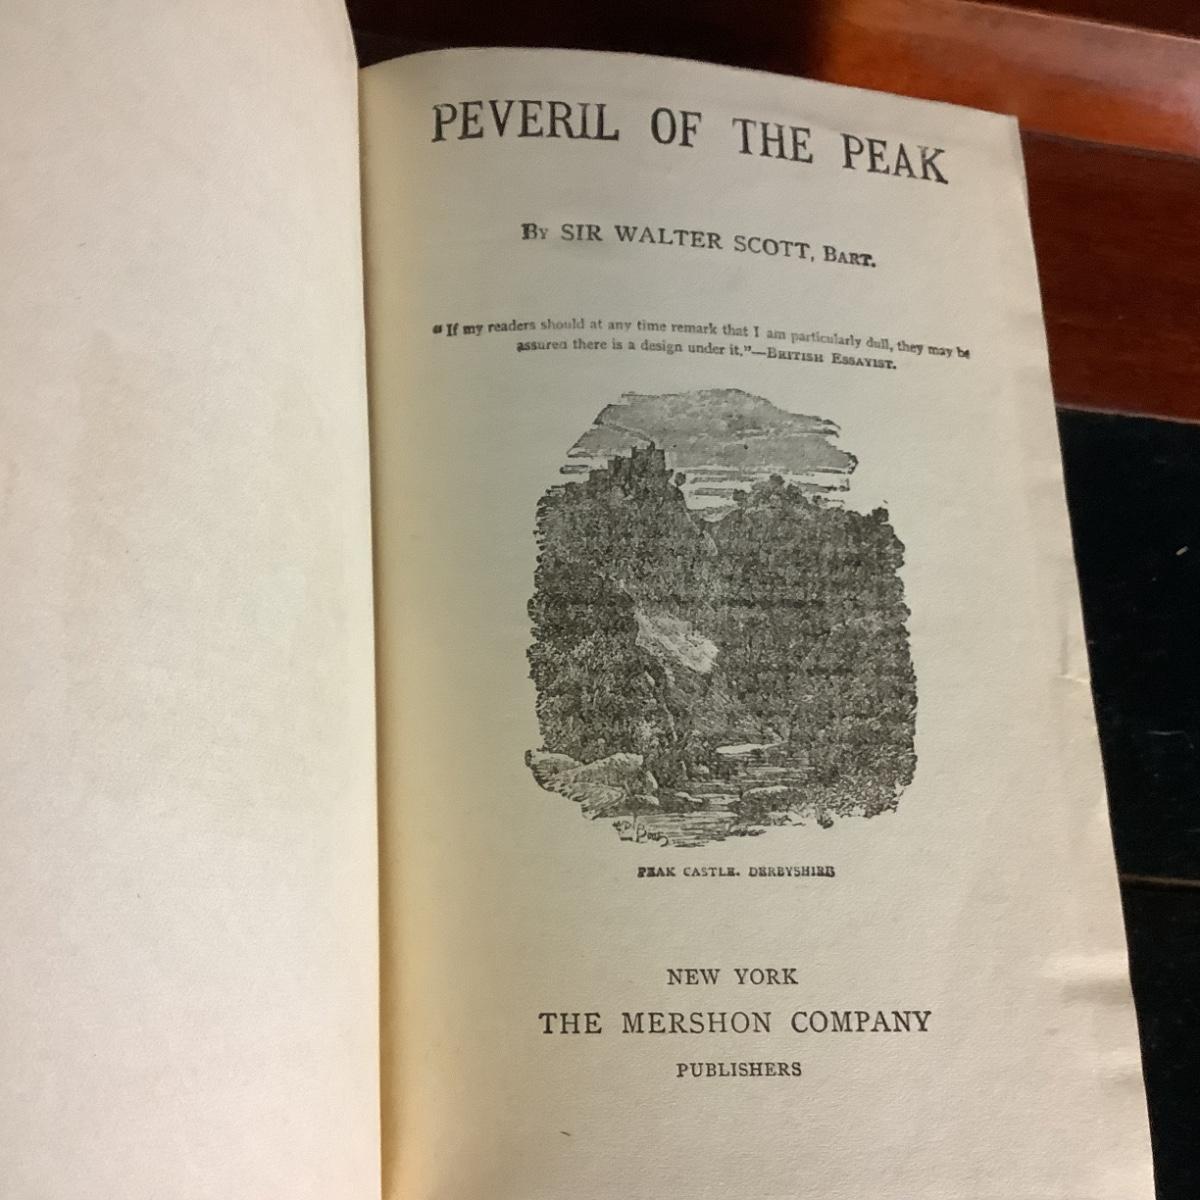 PEVERIL OF THE PEAK
By SIR WALTER SCOTT, Bart.
"If my readers should at any time remark that I am particularly dull, they may be
assured there is a design under it."—British Essayist.
PEAK CASTLE. DERBYSHIRE
NEW YORK
THE MERSHON COMPANY
PUBLISHERS